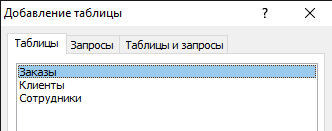 Добавление таблицы ? ×
Таблицы Запросы Таблицы и запросы
Заказы
Клиенты
Сотрудники